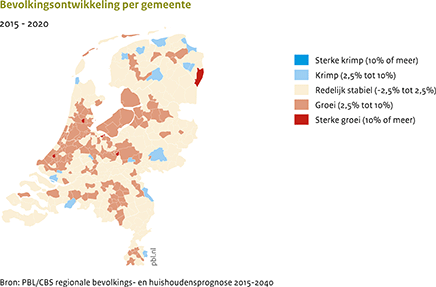 Bevolkingsontwikkeling per gemeente
2015 - 2020
Sterke krimp (10% of meer)
Krimp (2,5% tot 10%)
Redelijk stabiel (-2,5% tot 2,5%)
Groei (2,5% tot 10%)
Sterke groei (10% of meer)
pbl.nl
Bron: PBL/CBS regionale bevolkings- en huishoudensprognose 2015-2040